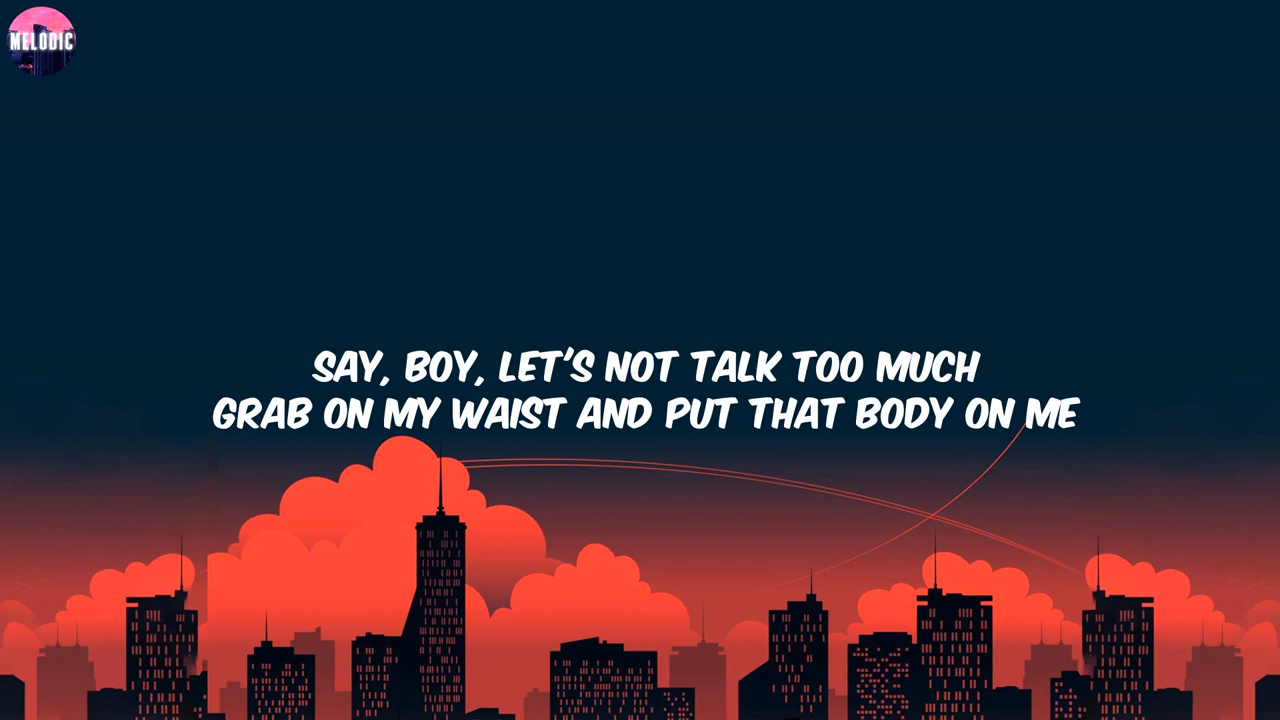 MELODIC
SAY, BOY, LET'S NOT TALK TOO MUCH
GRAB ON MY WAIST AND PUT THAT BODY ON ME